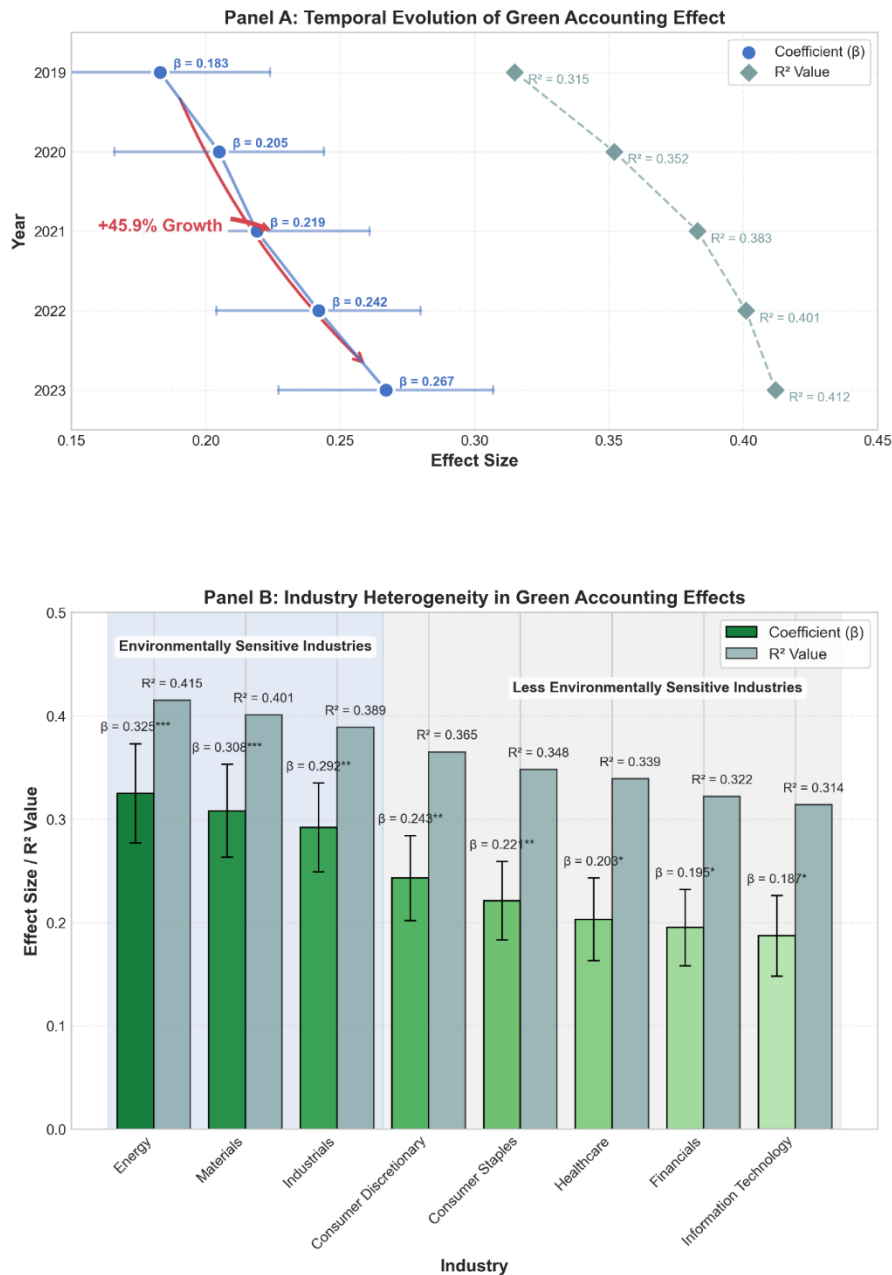 Panel A: Temporal Evolution of Green Accounting Effect
Coefficient (β)
R² Value
Year
2019
2020
2021
2022
2023
β = 0.183
R² = 0.315
β = 0.205
R² = 0.352
+45.9% Growth
β = 0.219
R² = 0.383
β = 0.242
R² = 0.401
β = 0.267
R² = 0.412
0.15 0.20 0.25 0.30 0.35 0.40 0.45
Effect Size
Panel B: Industry Heterogeneity in Green Accounting Effects
Coefficient (β)
R² Value
Environmentally Sensitive Industries
Less Environmentally Sensitive Industries
Effect Size / R² Value
0.5
0.4
0.3
0.2
0.1
0.0
β = 0.325***
R² = 0.415
β = 0.308***
R² = 0.401
β = 0.292**
R² = 0.389
β = 0.243**
R² = 0.365
β = 0.221**
R² = 0.348
β = 0.203*
R² = 0.339
β = 0.195*
R² = 0.322
β = 0.187*
R² = 0.314
Energy
Materials
Industrials
Consumer Discretionary
Consumer Staples
Healthcare
Financials
Information Technology
Industry